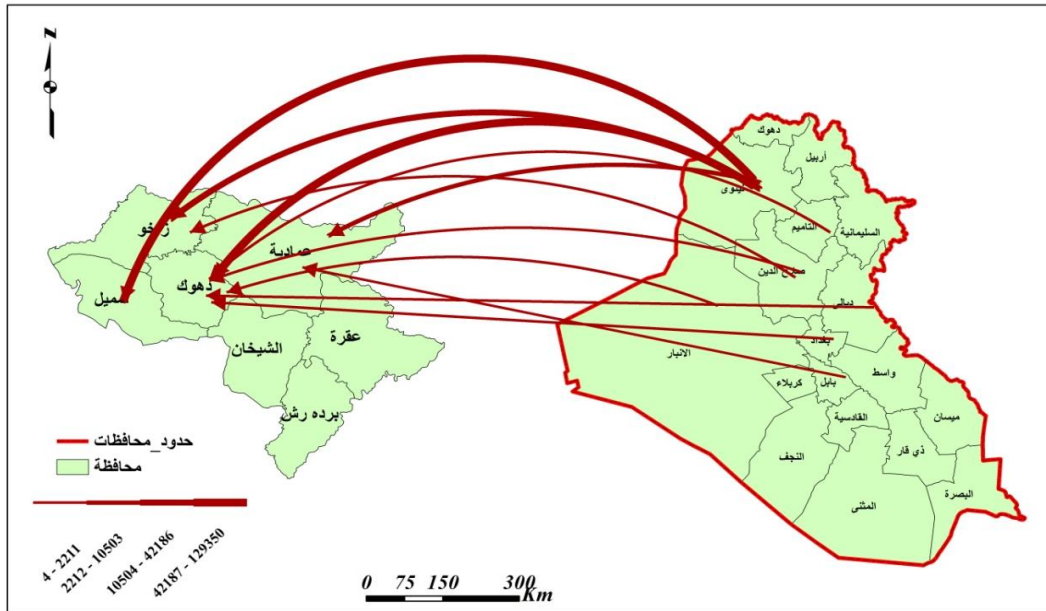 N
دهوك
أربيل
نينوى
التاميم
السليمانية
صلاح الدين
ديالى
الانبار
بغداد
واسط
كربلاء
بابل
القادسية
ميسان
ذي قار
النجف
المثنى
البصرة
زاخو
دهوك
سميل
الشيخان
عقرة
برده رش
حدود_محافظات
محافظة
4 - 2211
2212 - 10503
10504 - 42186
42187 - 129350
0 75 150 300
Km